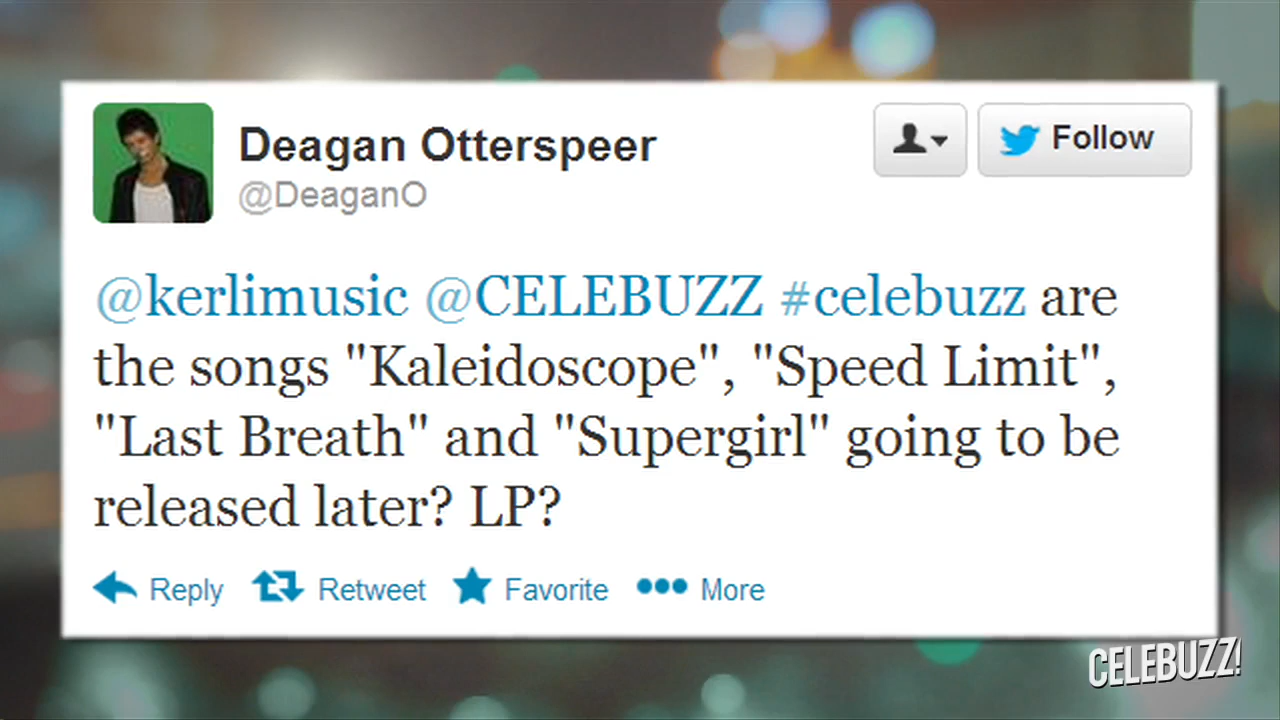 Deagan Otterspeer
@DeaganO
Follow
@kerlimusic @CELEBUZZ #celebuzz are
the songs "Kaleidoscope", "Speed Limit",
"Last Breath" and "Supergirl" going to be
released later? LP?
Reply Retweet Favorite More
CELEBUZZ!